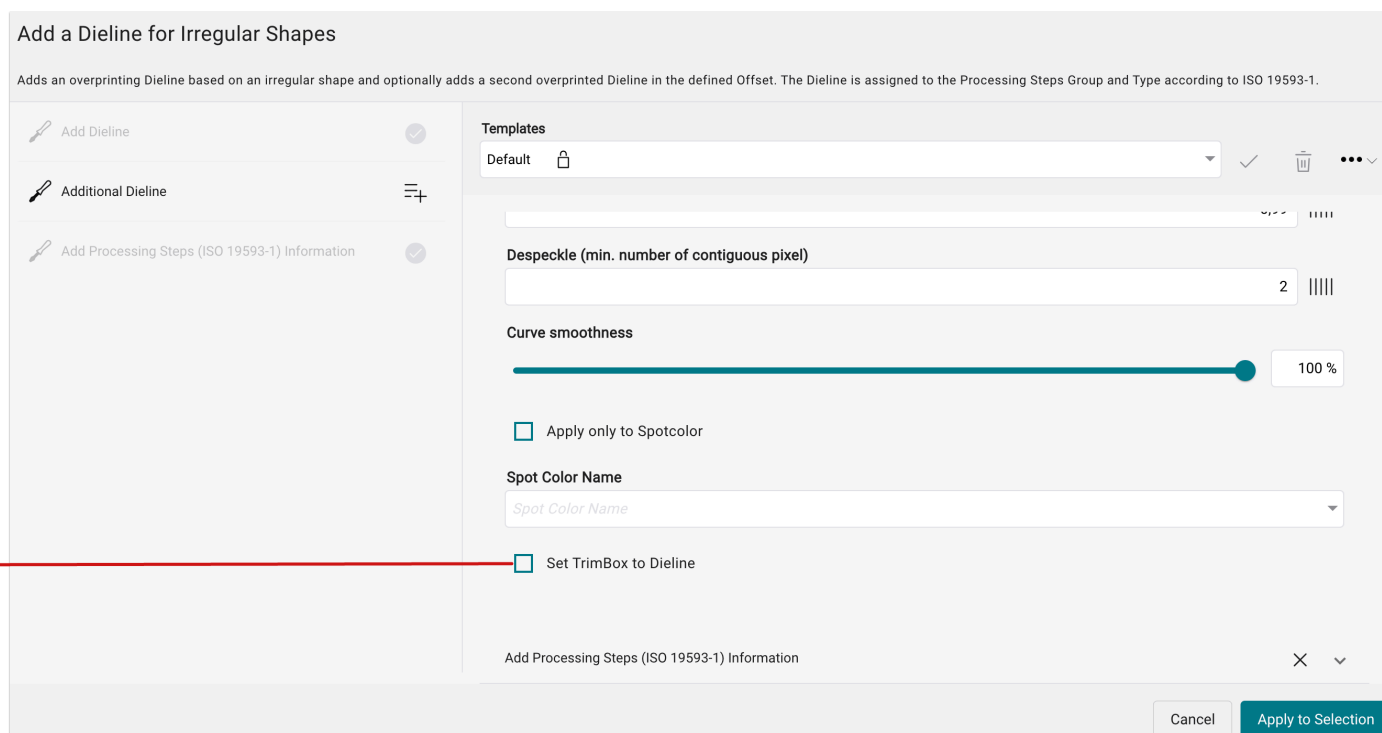 Add a Dieline for Irregular Shapes
Adds an overprinting Dieline based on an irregular shape and optionally adds a second overprinted Dieline in the defined Offset. The Dieline is assigned to the Processing Steps Group and Type according to ISO 19593-1.
Add Dieline
Additional Dieline
Add Processing Steps (ISO 19593-1) Information
Templates
Default
Despeckle (min. number of contiguous pixel)
2
Curve smoothness
100 %
Apply only to Spotcolor
Spot Color Name
Spot Color Name
Set TrimBox to Dieline
Add Processing Steps (ISO 19593-1) Information
Cancel
Apply to Selection